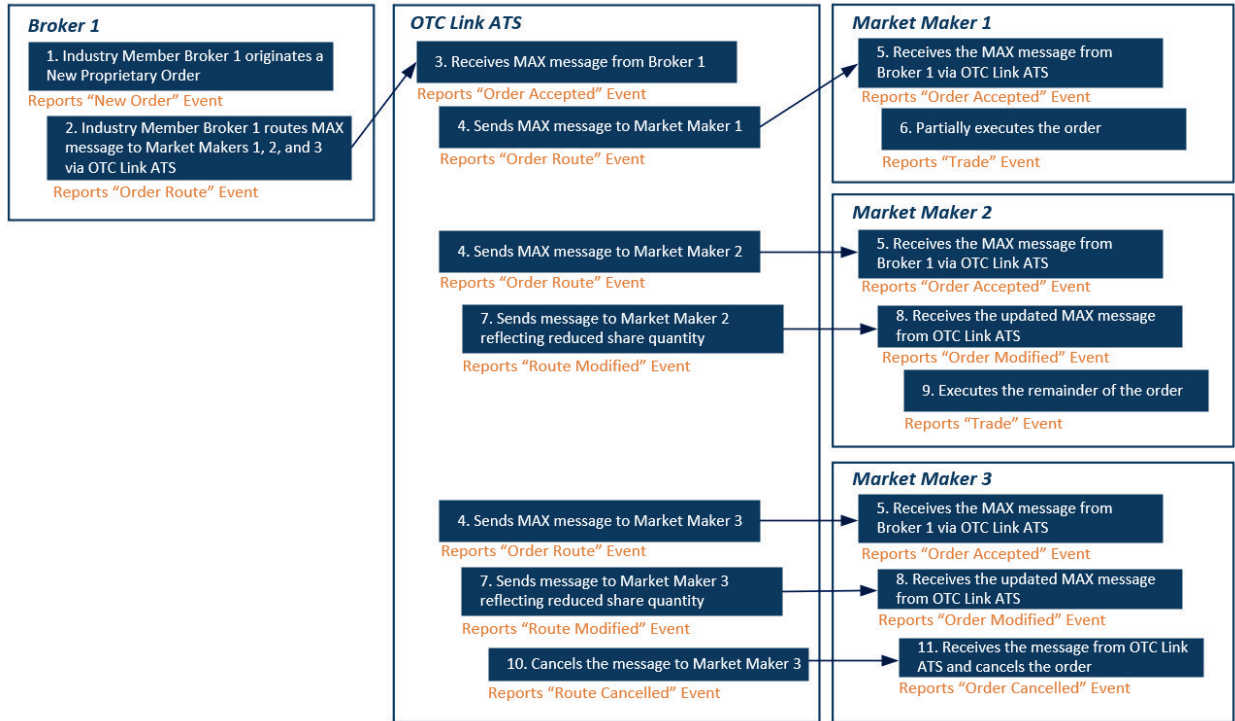 Broker 1
1. Industry Member Broker 1 originates a
New Proprietary Order
Reports "New Order" Event
2. Industry Member Broker 1 routes MAX
message to Market Makers 1, 2, and 3
via OTC Link ATS
Reports “Order Route” Event
OTC Link ATS
3. Receives MAX message from Broker 1
Reports “Order Accepted” Event
4. Sends MAX message to Market Maker 1
Reports “Order Route” Event
4. Sends MAX message to Market Maker 2
Reports “Order Route” Event
7. Sends message to Market Maker 2
reflecting reduced share quantity
Reports “Route Modified” Event
4. Sends MAX message to Market Maker 3
Reports “Order Route” Event
7. Sends message to Market Maker 3
reflecting reduced share quantity
Reports “Route Modified” Event
10. Cancels the message to Market Maker 3
Reports “Route Cancelled” Event
Market Maker 1
5. Receives the MAX message from
Broker 1 via OTC Link ATS
Reports “Order Accepted” Event
6. Partially executes the order
Reports “Trade” Event
Market Maker 2
5. Receives the MAX message from
Broker 1 via OTC Link ATS
Reports “Order Accepted” Event
8. Receives the updated MAX message
from OTC Link ATS
Reports “Order Modified” Event
9. Executes the remainder of the order
Reports “Trade” Event
Market Maker 3
5. Receives the MAX message from
Broker 1 via OTC Link ATS
Reports “Order Accepted” Event
8. Receives the updated MAX message
from OTC Link ATS
Reports “Order Modified” Event
11. Receives the message from OTC Link
ATS and cancels the order
Reports “Order Cancelled” Event